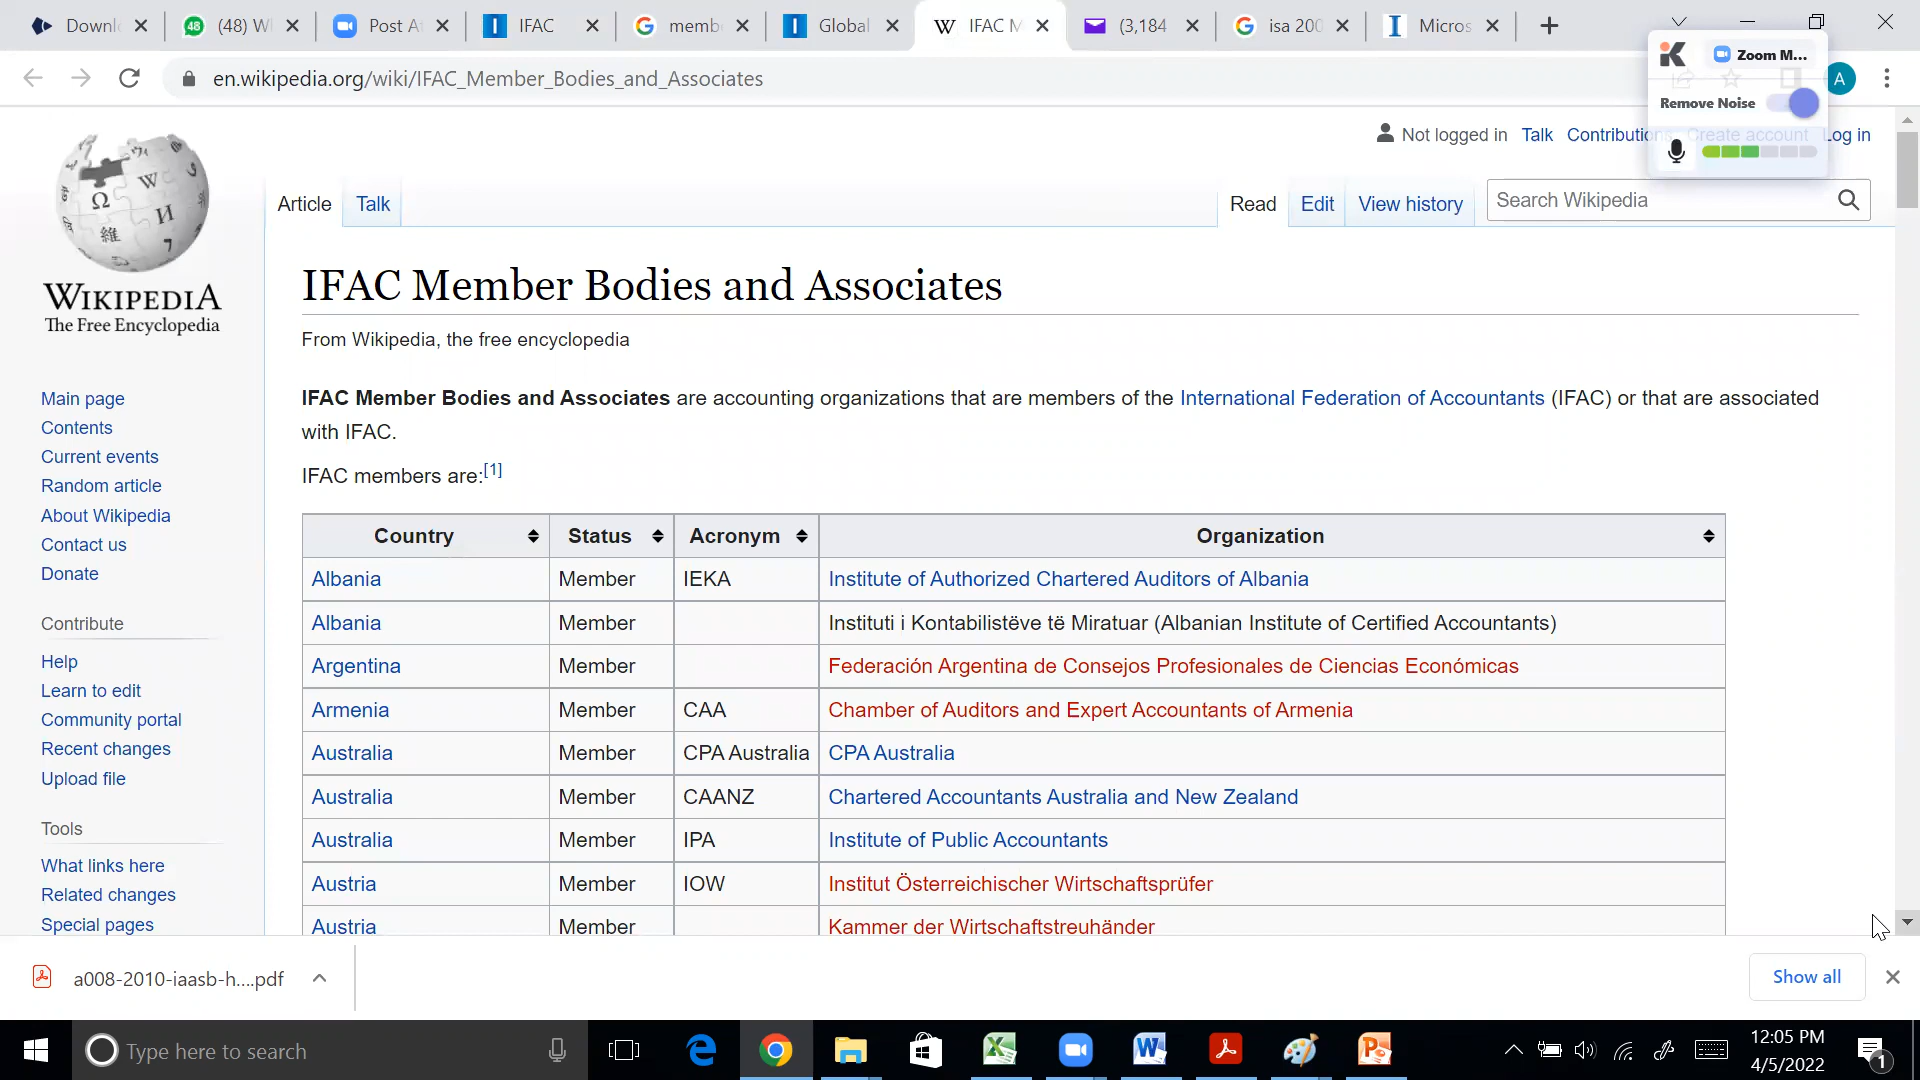 Downl
(48) W
Post A
IFAC
memb
Global
IFAC M
(3,184
isa 200
Micros
en.wikipedia.org/wiki/IFAC_Member_Bodies_and_Associates
A
Zoom M...
Remove Noise
Not logged in Talk Contributions Create account Log in
Article Talk
Read Edit View history
Search Wikipedia
WIKIPEDIA
The Free Encyclopedia
Main page
Contents
Current events
Random article
About Wikipedia
Contact us
Donate
Contribute
Help
Learn to edit
Community portal
Recent changes
Upload file
Tools
What links here
Related changes
Special pages
IFAC Member Bodies and Associates
From Wikipedia, the free encyclopedia
IFAC Member Bodies and Associates are accounting organizations that are members of the International Federation of Accountants (IFAC) or that are associated
with IFAC.
IFAC members are:[1]
Country Status Acronym Organization
Albania Member IEKA Institute of Authorized Chartered Auditors of Albania
Albania Member Instituti i Kontabilistëve të Miratuar (Albanian Institute of Certified Accountants)
Argentina Member Federación Argentina de Consejos Profesionales de Ciencias Económicas
Armenia Member CAA Chamber of Auditors and Expert Accountants of Armenia
Australia Member CPA Australia CPA Australia
Australia Member CAANZ Chartered Accountants Australia and New Zealand
Australia Member IPA Institute of Public Accountants
Austria Member IOW Institut Österreichischer Wirtschaftsprüfer
Austria Member Kammer der Wirtschaftstreuhänder
a008-2010-iaasb-h....pdf
Show all
Type here to search
12:05 PM
4/5/2022
1